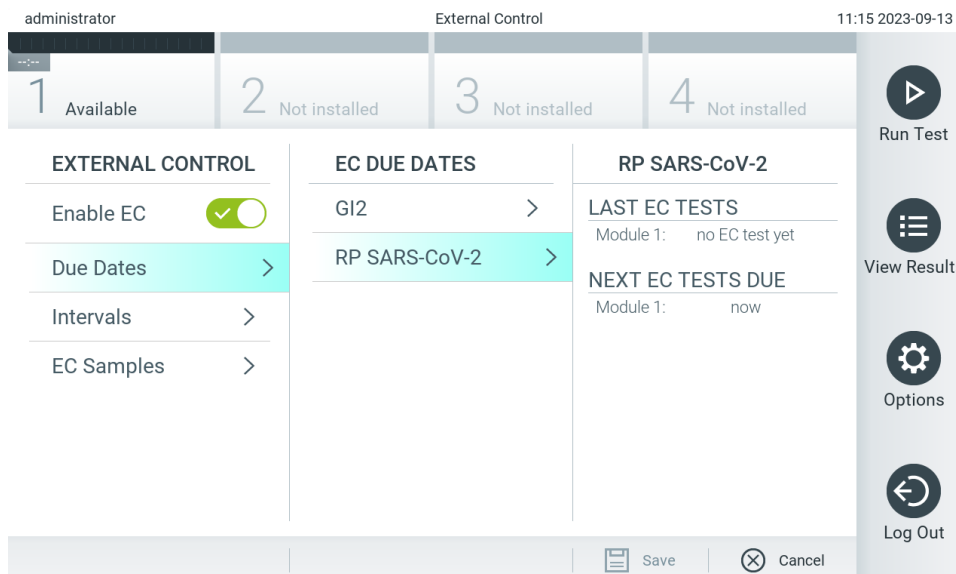 administrator External Control 11:15 2023-09-13
--:--
1 Available 2 Not installed 3 Not installed 4 Not installed
Run Test
EXTERNAL CONTROL EC DUE DATES RP SARS-CoV-2
Enable EC GI2 LAST EC TESTS
Module 1: no EC test yet
Due Dates RP SARS-CoV-2
View Result
NEXT EC TESTS DUE
Intervals Module 1: now
EC Samples
Options
Log Out
Save Cancel